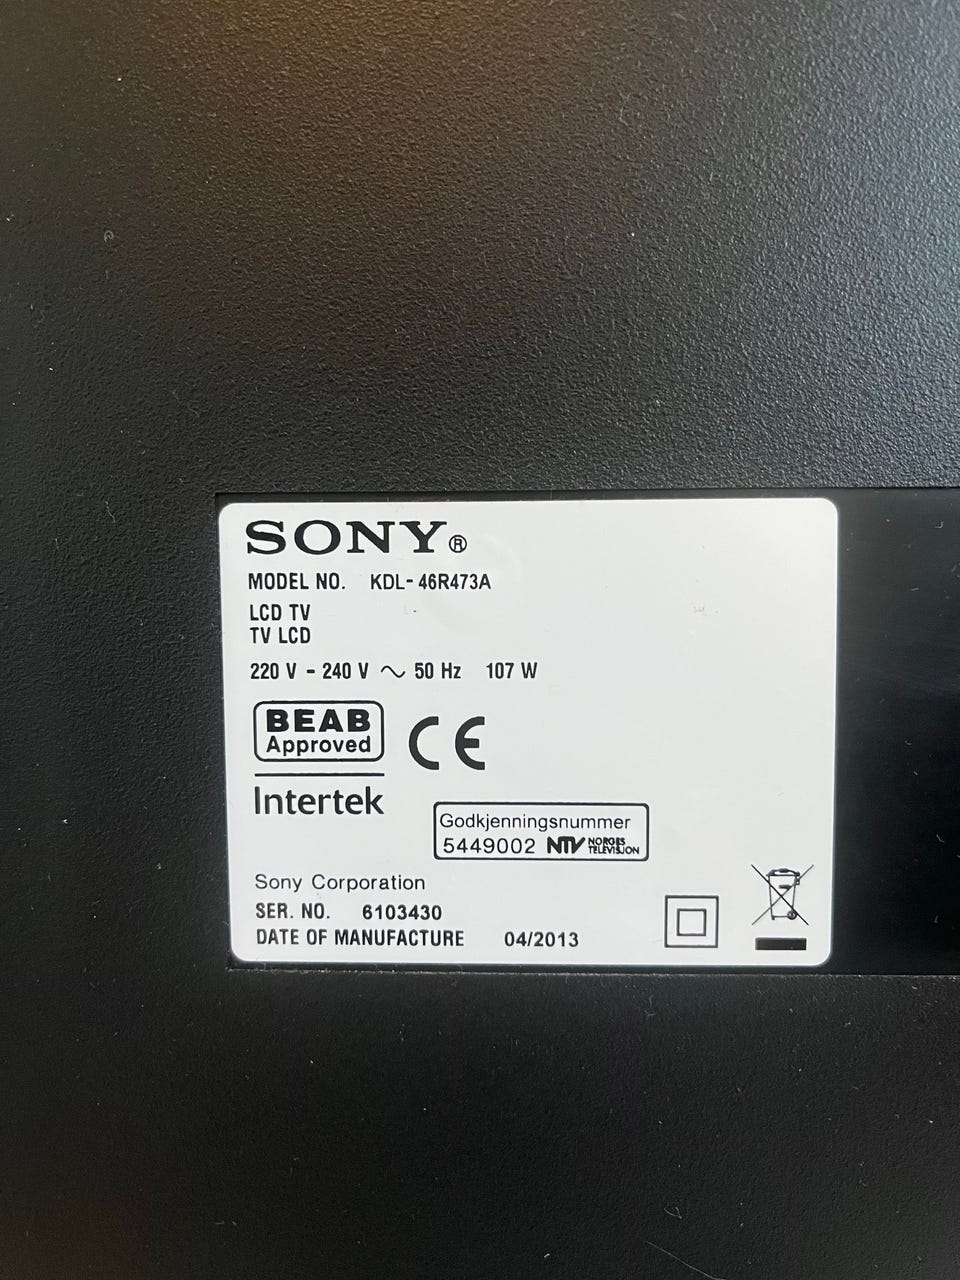 SONY®
MODEL NO. KDL-46R473A
LCD TV
TV LCD
220 V - 240 V ~ 50 Hz 107 W
BEAB
Approved
CE
Intertek
Godkjenningsnummer
5449002 NTV NORGES
TELEVISJON
Sony Corporation
SER. NO. 6103430
DATE OF MANUFACTURE 04/2013